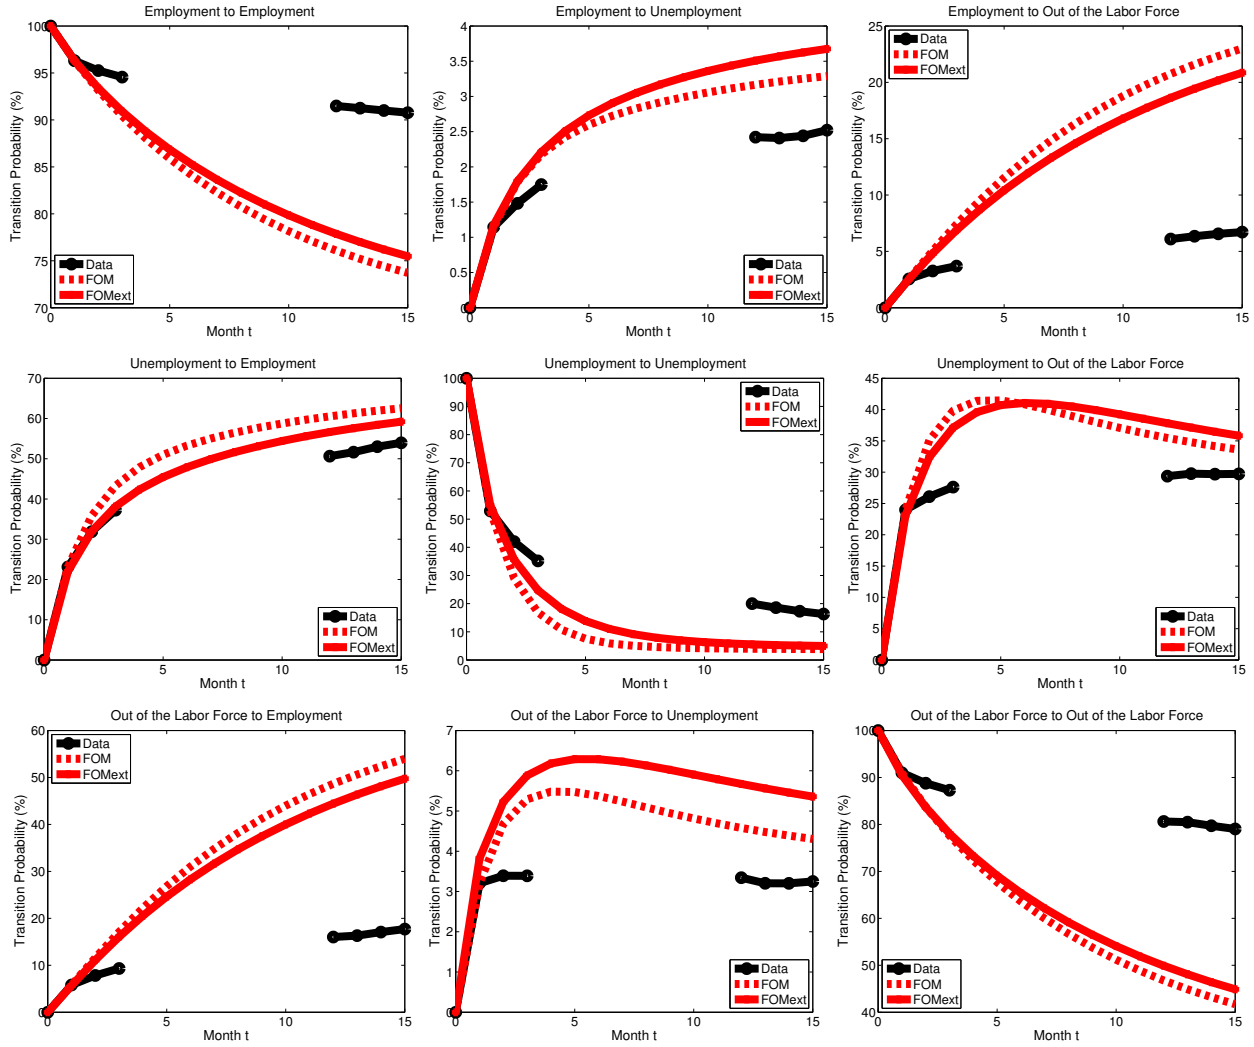 Employment to Employment
100
95
90
85
80
75
70
Transition Probability (%)
Data
FOM
FOMext
0
5
10
15
Month t
Employment to Unemployment
4
3.5
3
2.5
2
1.5
1
0.5
0
Transition Probability (%)
Data
FOM
FOMext
0
5
10
15
Month t
Employment to Out of the Labor Force
25
20
15
10
5
0
Transition Probability (%)
Data
FOM
FOMext
0
5
10
15
Month t
Unemployment to Employment
70
60
50
40
30
20
10
0
Transition Probability (%)
Data
FOM
FOMext
0
5
10
15
Month t
Unemployment to Unemployment
100
90
80
70
60
50
40
30
20
10
0
Transition Probability (%)
Data
FOM
FOMext
0
5
10
15
Month t
Unemployment to Out of the Labor Force
45
40
35
30
25
20
15
10
5
0
Transition Probability (%)
Data
FOM
FOMext
0
5
10
15
Month t
Out of the Labor Force to Employment
60
50
40
30
20
10
0
Transition Probability (%)
Data
FOM
FOMext
0
5
10
15
Month t
Out of the Labor Force to Unemployment
7
6
5
4
3
2
1
0
Transition Probability (%)
Data
FOM
FOMext
0
5
10
15
Month t
Out of the Labor Force to Out of the Labor Force
100
90
80
70
60
50
40
Transition Probability (%)
Data
FOM
FOMext
0
5
10
15
Month t